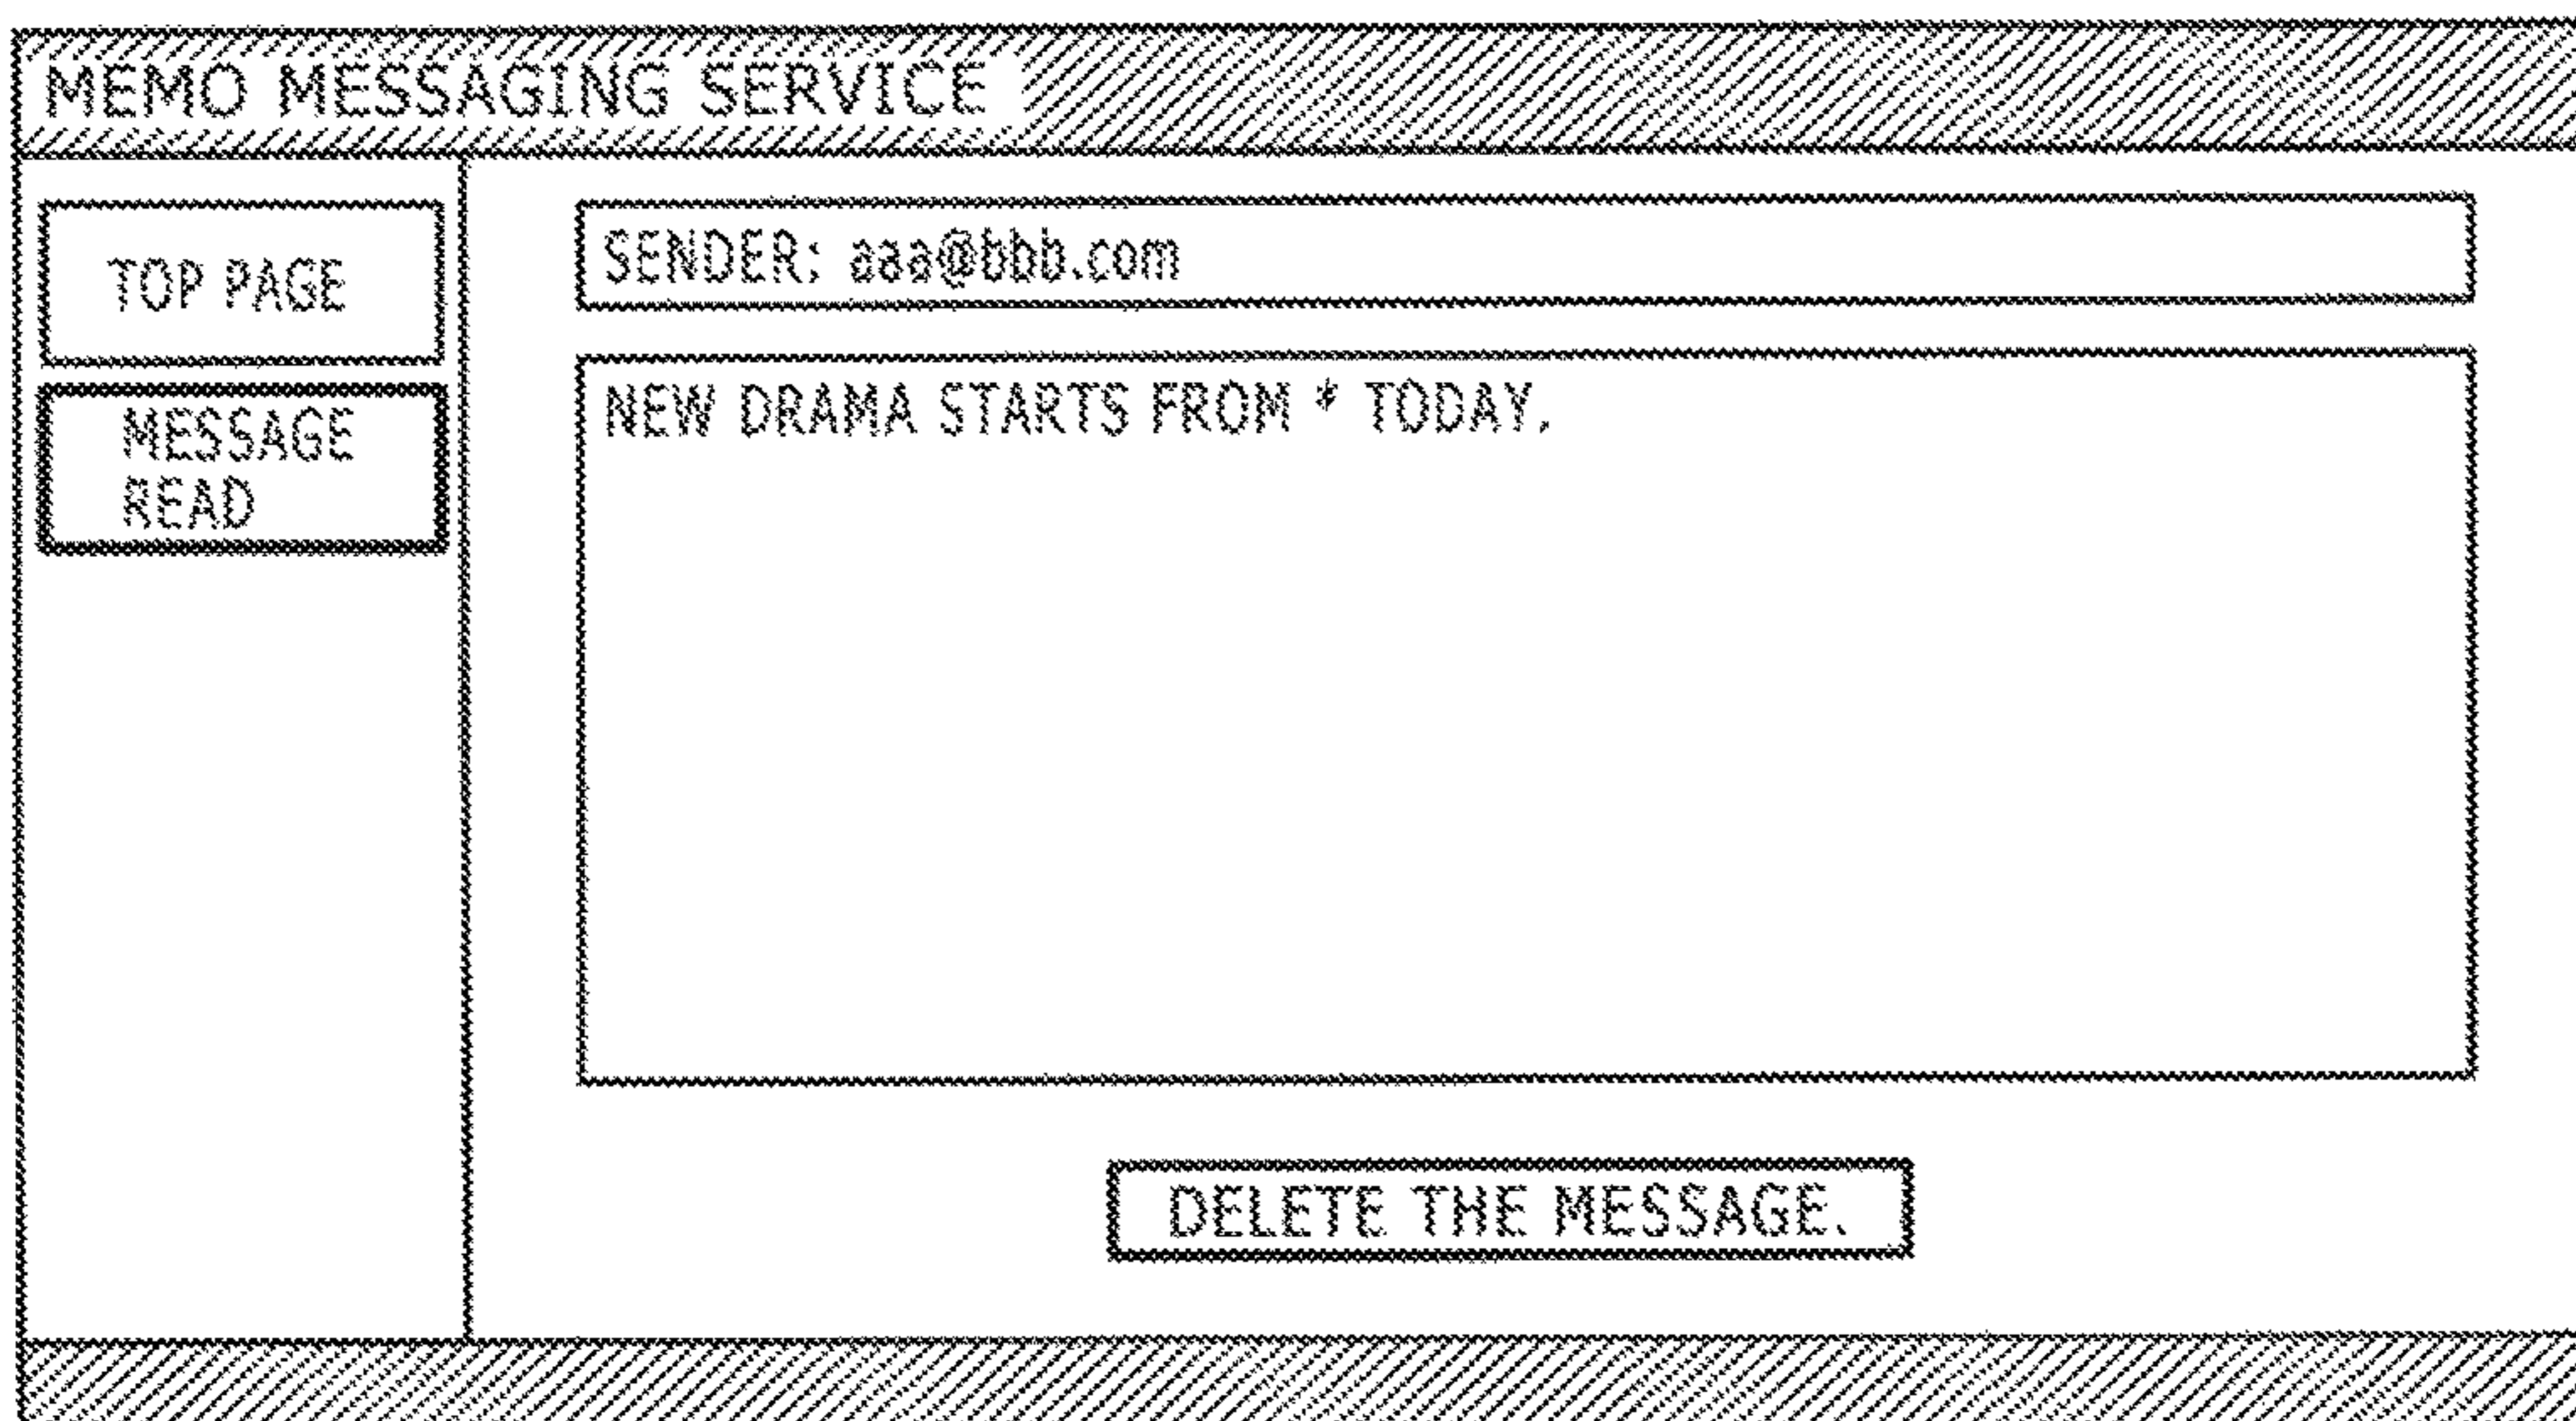 MEMO MESSAGING SERVICE
TOP PAGE
MESSAGE
READ
SENDER: aaa@bbb.com
NEW DRAMA STARTS FROM * TODAY.
DELETE THE MESSAGE.